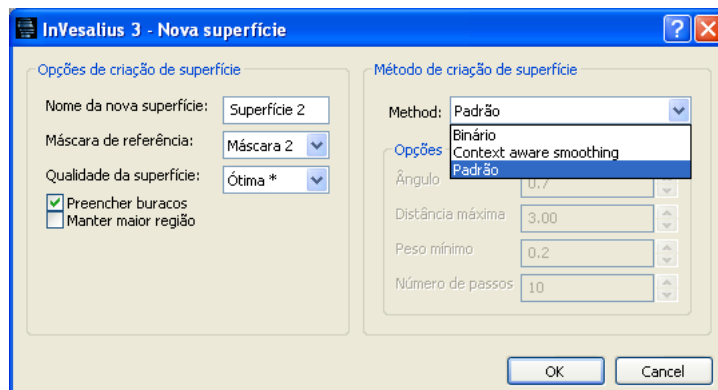 InVesalius 3 - Nova superfície
Opções de criação de superfície
Nome da nova superfície: Superfície 2
Máscara de referência: Máscara 2
Qualidade da superfície: Ótima *
Preencher buracos
Manter maior região
Método de criação de superfície
Method: Padrão
Binário
Context aware smoothing
Padrão
Opções
Ângulo 0.7
Distância máxima 3.00
Peso mínimo 0.2
Número de passos 10
OK Cancel